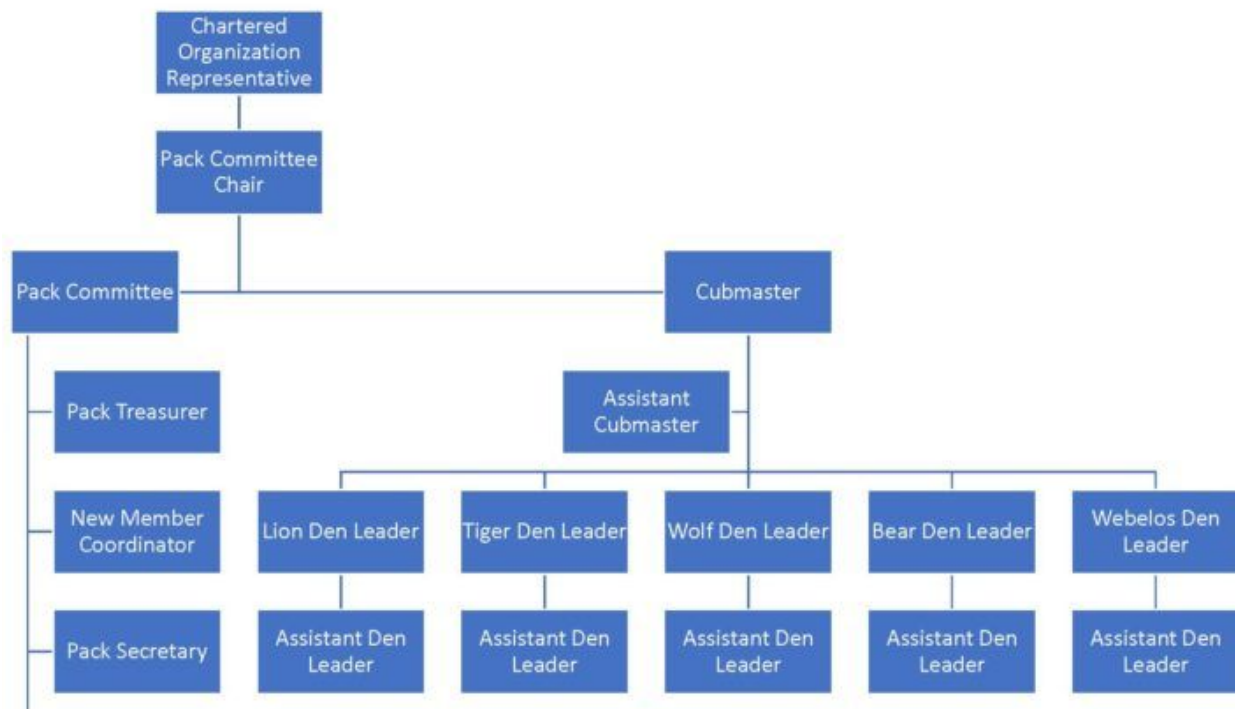 Chartered
Organization
Representative
Pack Committee
Chair
Pack Committee
Cubmaster
Pack Treasurer
Assistant
Cubmaster
New Member
Coordinator
Lion Den Leader
Tiger Den Leader
Wolf Den Leader
Bear Den Leader
Webelos Den
Leader
Pack Secretary
Assistant Den
Leader
Assistant Den
Leader
Assistant Den
Leader
Assistant Den
Leader
Assistant Den
Leader